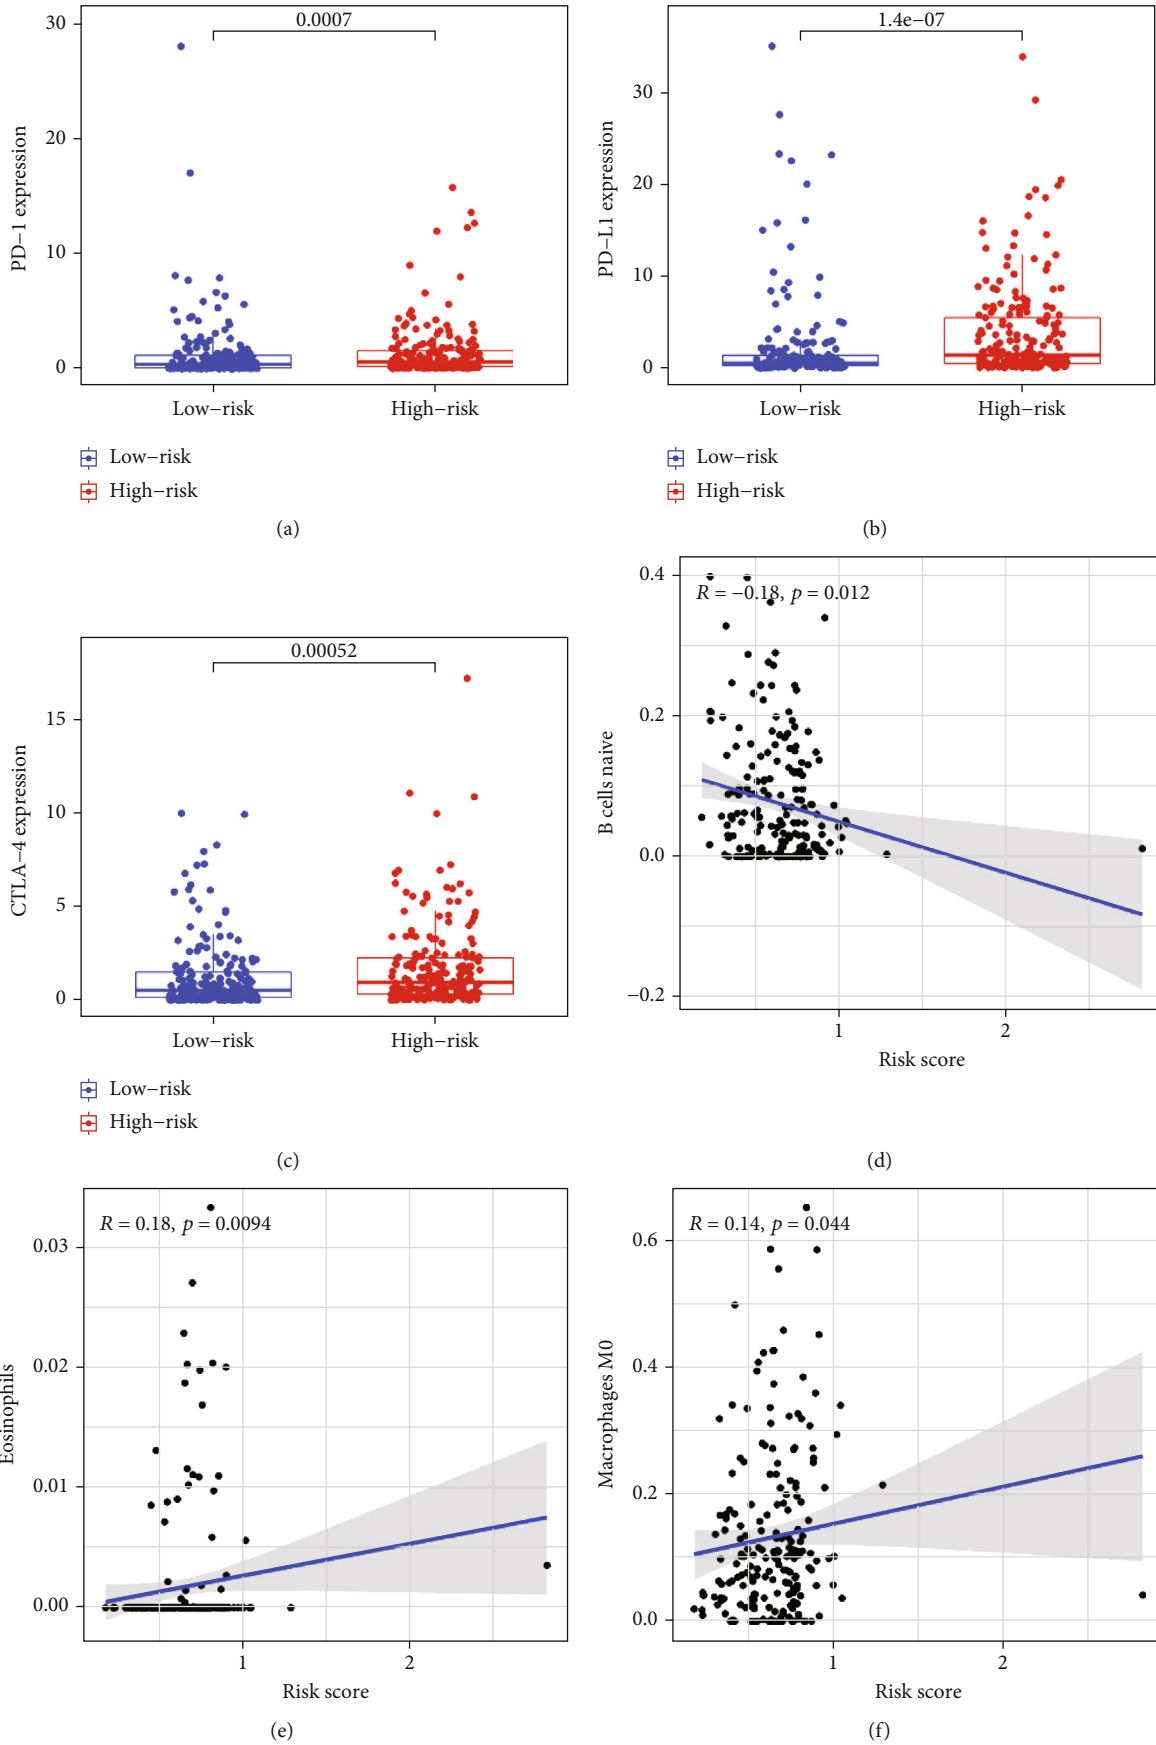 0.0007
30
20
10
0
PD−1 expression
Low−risk
High−risk
Low−risk
High−risk
(a)
1.4e−07
30
20
10
0
PD−L1 expression
Low−risk
High−risk
Low−risk
High−risk
(b)
0.00052
15
10
5
0
CTLA−4 expression
Low−risk
High−risk
Low−risk
High−risk
(c)
R = −0.18, p = 0.012
0.4
0.2
0.0
−0.2
B cells naive
1
2
Risk score
(d)
R = 0.18, p = 0.0094
0.03
0.02
0.01
0.00
Eosinophils
1
2
Risk score
(e)
R = 0.14, p = 0.044
0.6
0.4
0.2
0.0
Macrophages M0
1
2
Risk score
(f)